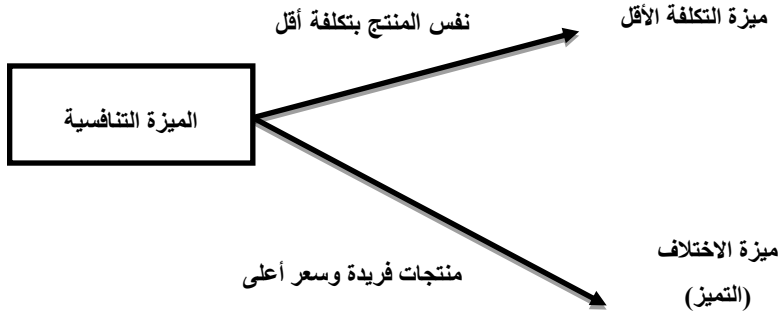 ميزة التكلفة الأقل
نفس المنتج بتكلفة أقل
الميزة التنافسية
ميزة الاختلاف
(التميز)
منتجات فريدة وسعر أعلى